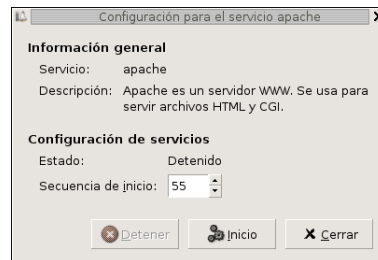 Configuración para el servicio apache
Información general
Servicio: apache
Descripción: Apache es un servidor WWW. Se usa para
servir archivos HTML y CGI.
Configuración de servicios
Estado: Detenido
Secuencia de inicio: 55
Detener Inicio Cerrar